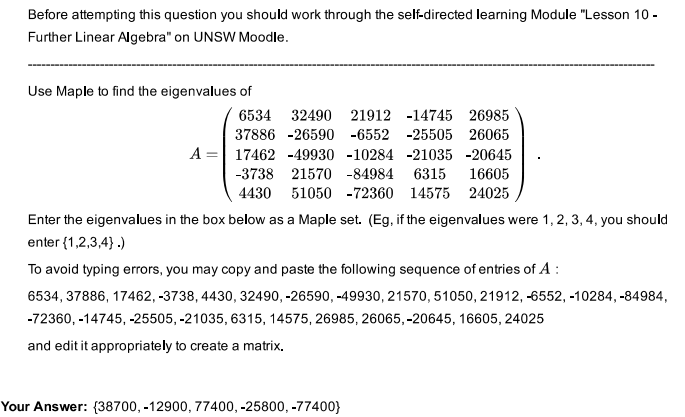 Before attempting this question you should work through the self-directed learning Module "Lesson 10 -
Further Linear Algebra" on UNSW Moodle.
Use Maple to find the eigenvalues of
6534 32490 21912 -14745 26985
37886 -26590 -6552 -25505 26065
A = 17462 -49930 -10284 -21035 -20645 .
-3738 21570 -84984 6315 16605
4430 51050 -72360 14575 24025
Enter the eigenvalues in the box below as a Maple set. (Eg, if the eigenvalues were 1, 2, 3, 4, you should
enter {1,2,3,4} .)
To avoid typing errors, you may copy and paste the following sequence of entries of A :
6534, 37886, 17462, -3738, 4430, 32490, -26590, -49930, 21570, 51050, 21912, -6552, -10284, -84984,
-72360, -14745, -25505, -21035, 6315, 14575, 26985, 26065, -20645, 16605, 24025
and edit it appropriately to create a matrix.
Your Answer: {38700, -12900, 77400, -25800, -77400}